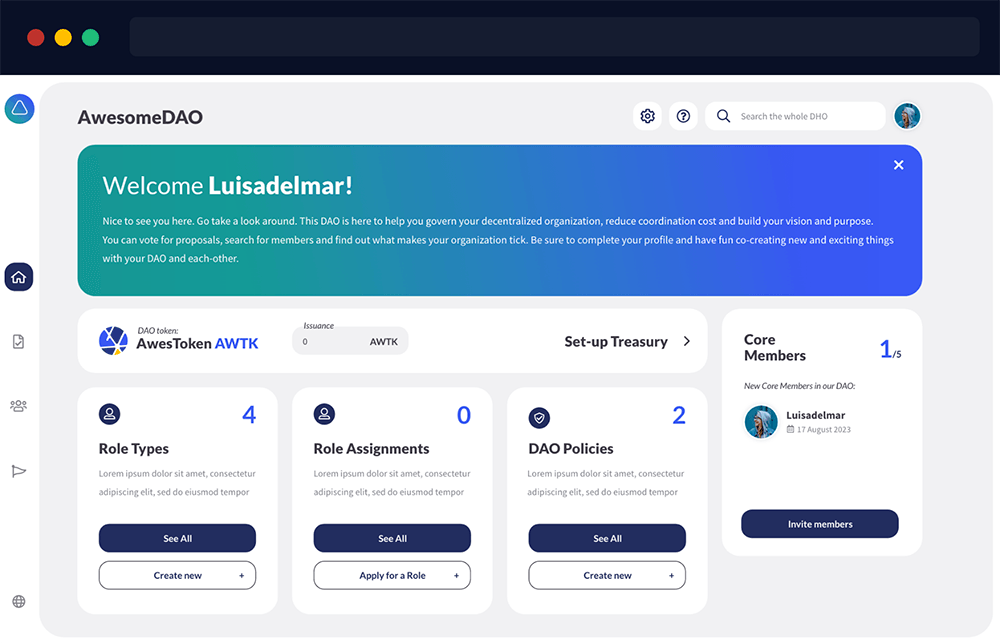 AwesomeDAO
Search the whole DHO
Welcome Luisadelmar!
Nice to see you here. Go take a look around. This DAO is here to help you govern your decentralized organization, reduce coordination cost and build your vision and purpose.
You can vote for proposals, search for members and find out what makes your organization tick. Be sure to complete your profile and have fun co-creating new and exciting things
with your DAO and each-other.
DAO token:
AwesToken AWTK
Issuance
0 AWTK
Set-up Treasury
Core
Members
1/5
New Core Members in our DAO:
Luisadelmar
17 August 2023
Invite members
4
Role Types
Lorem ipsum dolor sit amet, consectetur
adipiscing elit, sed do eiusmod tempor
See All
Create new +
0
Role Assignments
Lorem ipsum dolor sit amet, consectetur
adipiscing elit, sed do eiusmod tempor
See All
Apply for a Role +
2
DAO Policies
Lorem ipsum dolor sit amet, consectetur
adipiscing elit, sed do eiusmod tempor
See All
Create new +